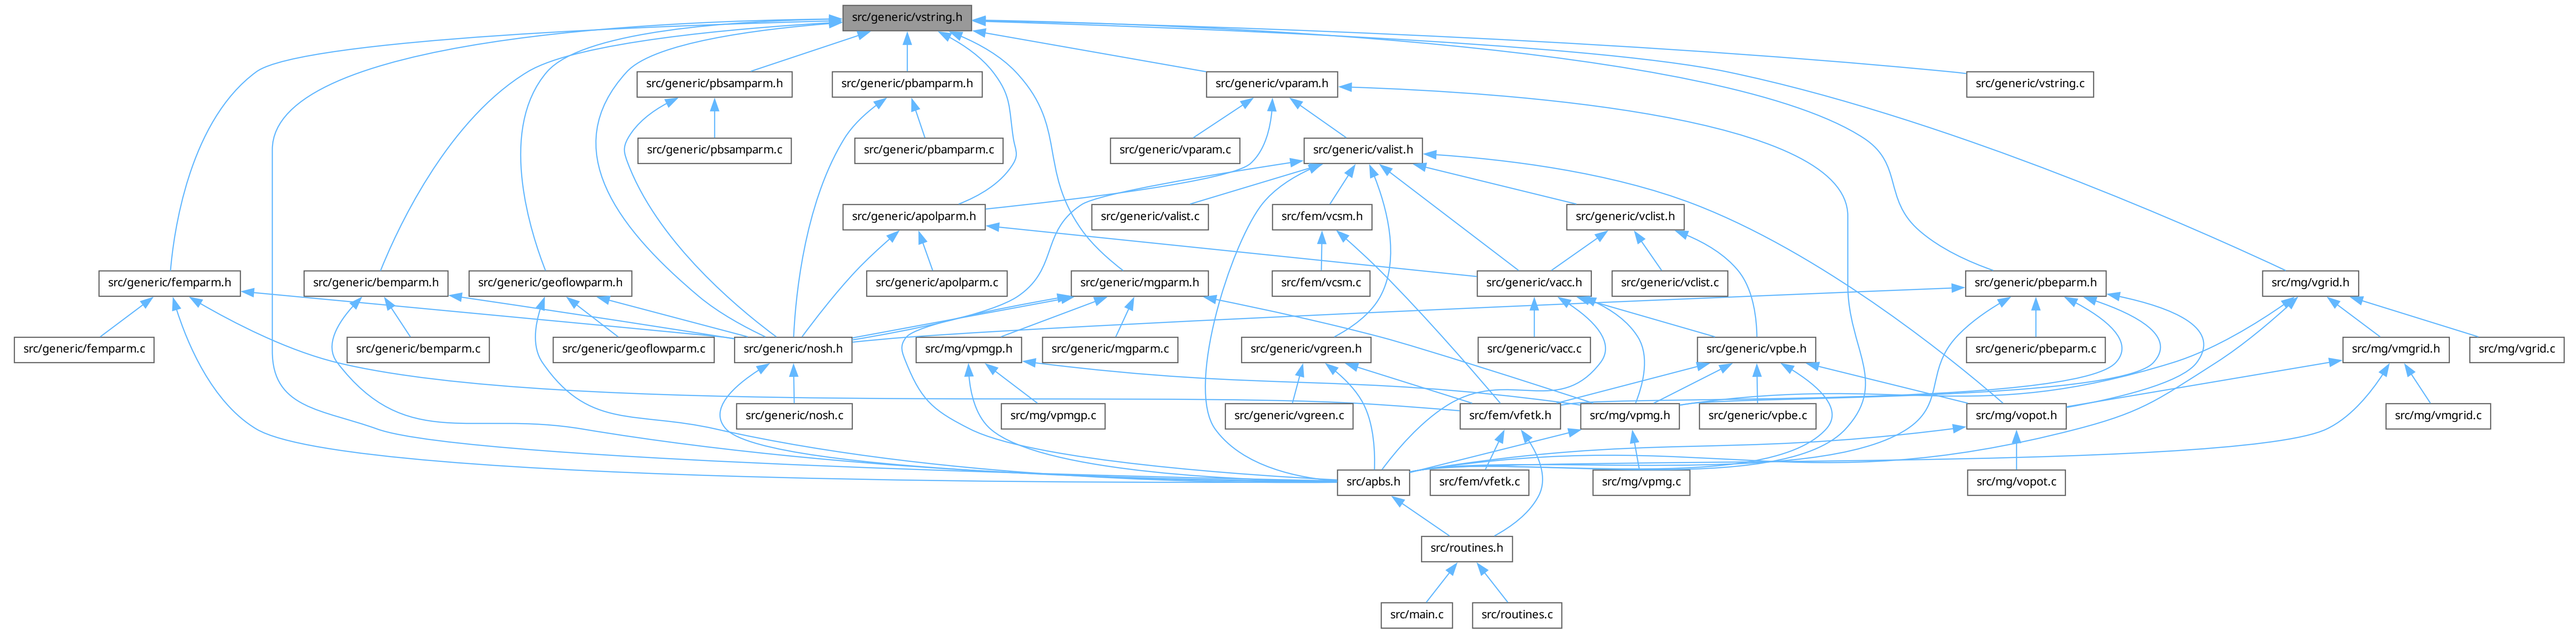 src/generic/vstring.h
src/generic/pbsamparm.h
src/generic/pbamparm.h
src/generic/vparam.h
src/generic/vstring.c
src/generic/pbsamparm.c
src/generic/pbamparm.c
src/generic/vparam.c
src/generic/valist.h
src/generic/apolparm.h
src/generic/valist.c
src/fem/vcsm.h
src/generic/vclist.h
src/generic/femparm.h
src/generic/bemparm.h
src/generic/geoflowparm.h
src/generic/apolparm.c
src/generic/mgparm.h
src/fem/vcsm.c
src/generic/vacc.h
src/generic/vclist.c
src/generic/pbeparm.h
src/mg/vgrid.h
src/generic/femparm.c
src/generic/bemparm.c
src/generic/geoflowparm.c
src/generic/nosh.h
src/mg/vpmgp.h
src/generic/mgparm.c
src/generic/vgreen.h
src/generic/vacc.c
src/generic/vpbe.h
src/generic/pbeparm.c
src/mg/vmgrid.h
src/mg/vgrid.c
src/generic/nosh.c
src/mg/vpmgp.c
src/generic/vgreen.c
src/fem/vfetk.h
src/mg/vpmg.h
src/generic/vpbe.c
src/mg/vopot.h
src/mg/vmgrid.c
src/apbs.h
src/fem/vfetk.c
src/mg/vpmg.c
src/mg/vopot.c
src/routines.h
src/main.c
src/routines.c